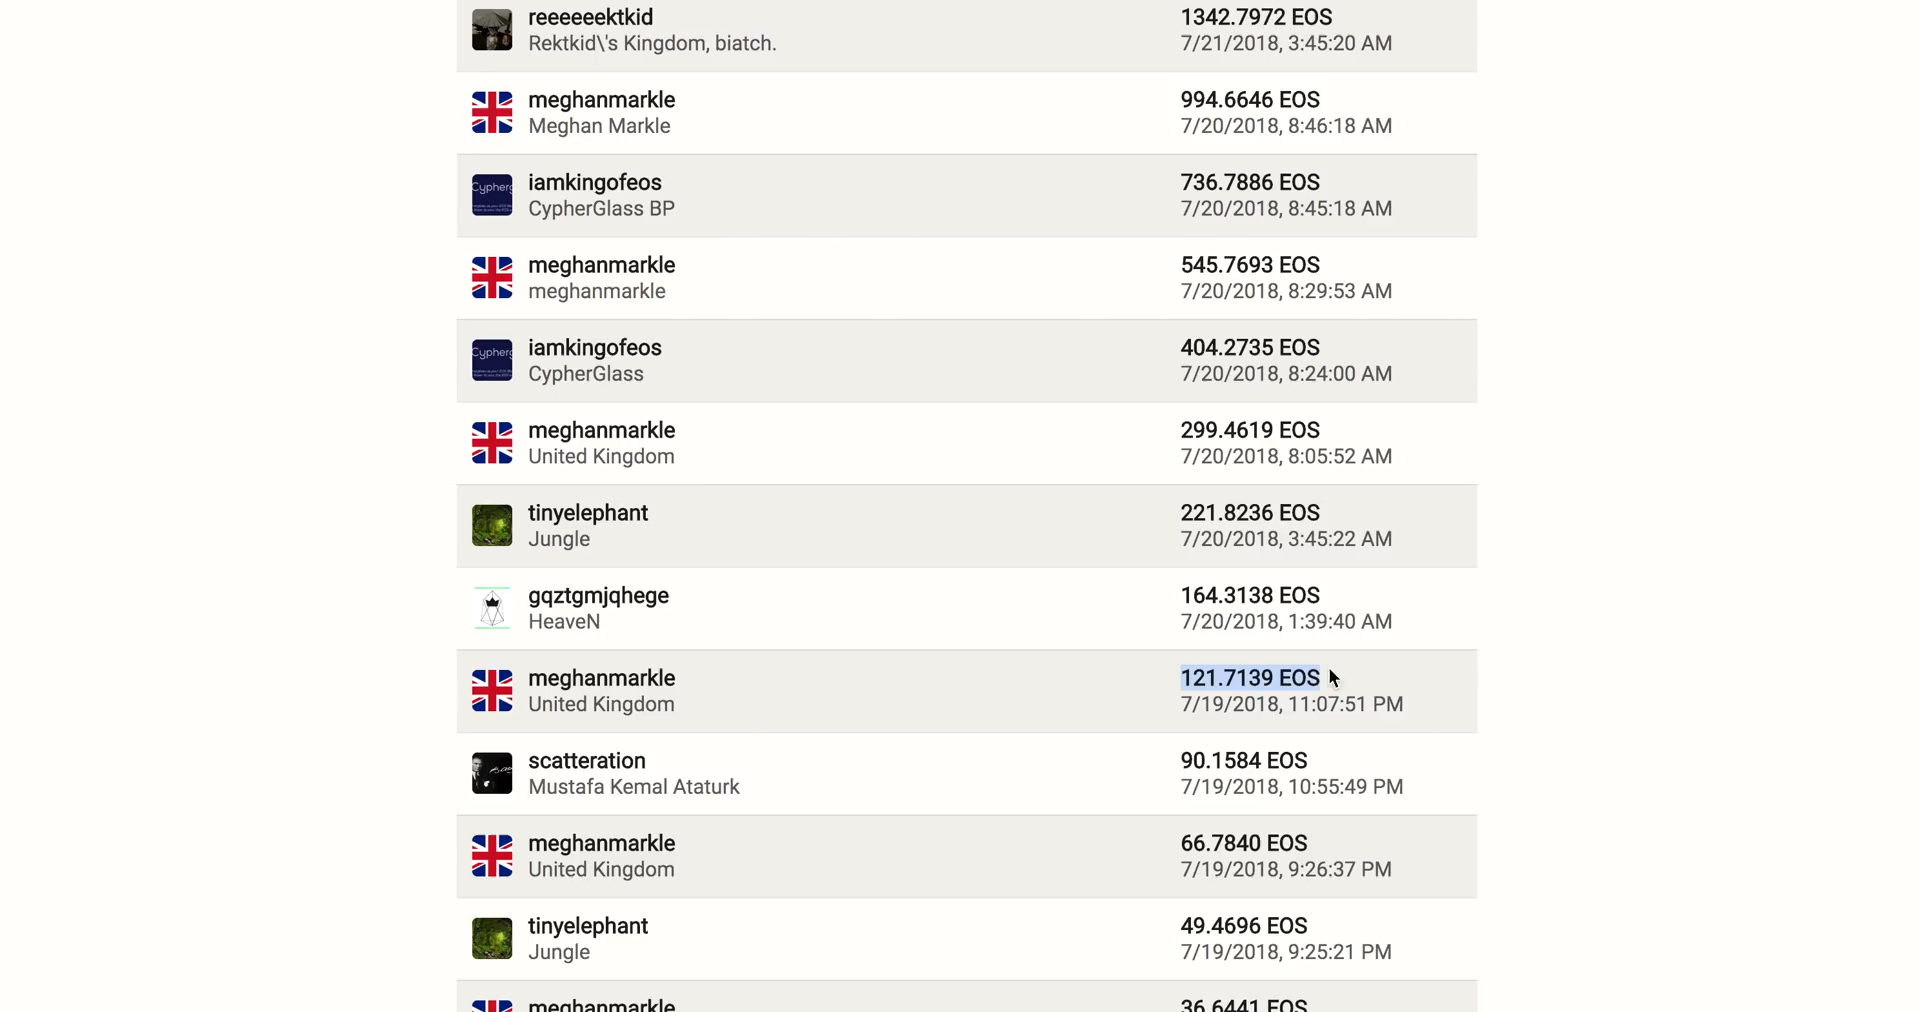 reeeeeektkid
1342.7972 EOS
Rektkid\'s Kingdom, biatch.
7/21/2018, 3:45:20 AM
meghanmarkle
994.6646 EOS
Meghan Markle
7/20/2018, 8:46:18 AM
Cypherg
iamkingofeos
736.7886 EOS
CypherGlass BP
7/20/2018, 8:45:18 AM
meghanmarkle
545.7693 EOS
meghanmarkle
7/20/2018, 8:29:53 AM
Cypherg
iamkingofeos
404.2735 EOS
CypherGlass
7/20/2018, 8:24:00 AM
meghanmarkle
299.4619 EOS
United Kingdom
7/20/2018, 8:05:52 AM
tinyelephant
221.8236 EOS
Jungle
7/20/2018, 3:45:22 AM
gqztgmjqhege
164.3138 EOS
HeaveN
7/20/2018, 1:39:40 AM
meghanmarkle
121.7139 EOS
United Kingdom
7/19/2018, 11:07:51 PM
scatteration
90.1584 EOS
Mustafa Kemal Ataturk
7/19/2018, 10:55:49 PM
meghanmarkle
66.7840 EOS
United Kingdom
7/19/2018, 9:26:37 PM
tinyelephant
49.4696 EOS
Jungle
7/19/2018, 9:25:21 PM
meghanmarkle
36.6441 EOS